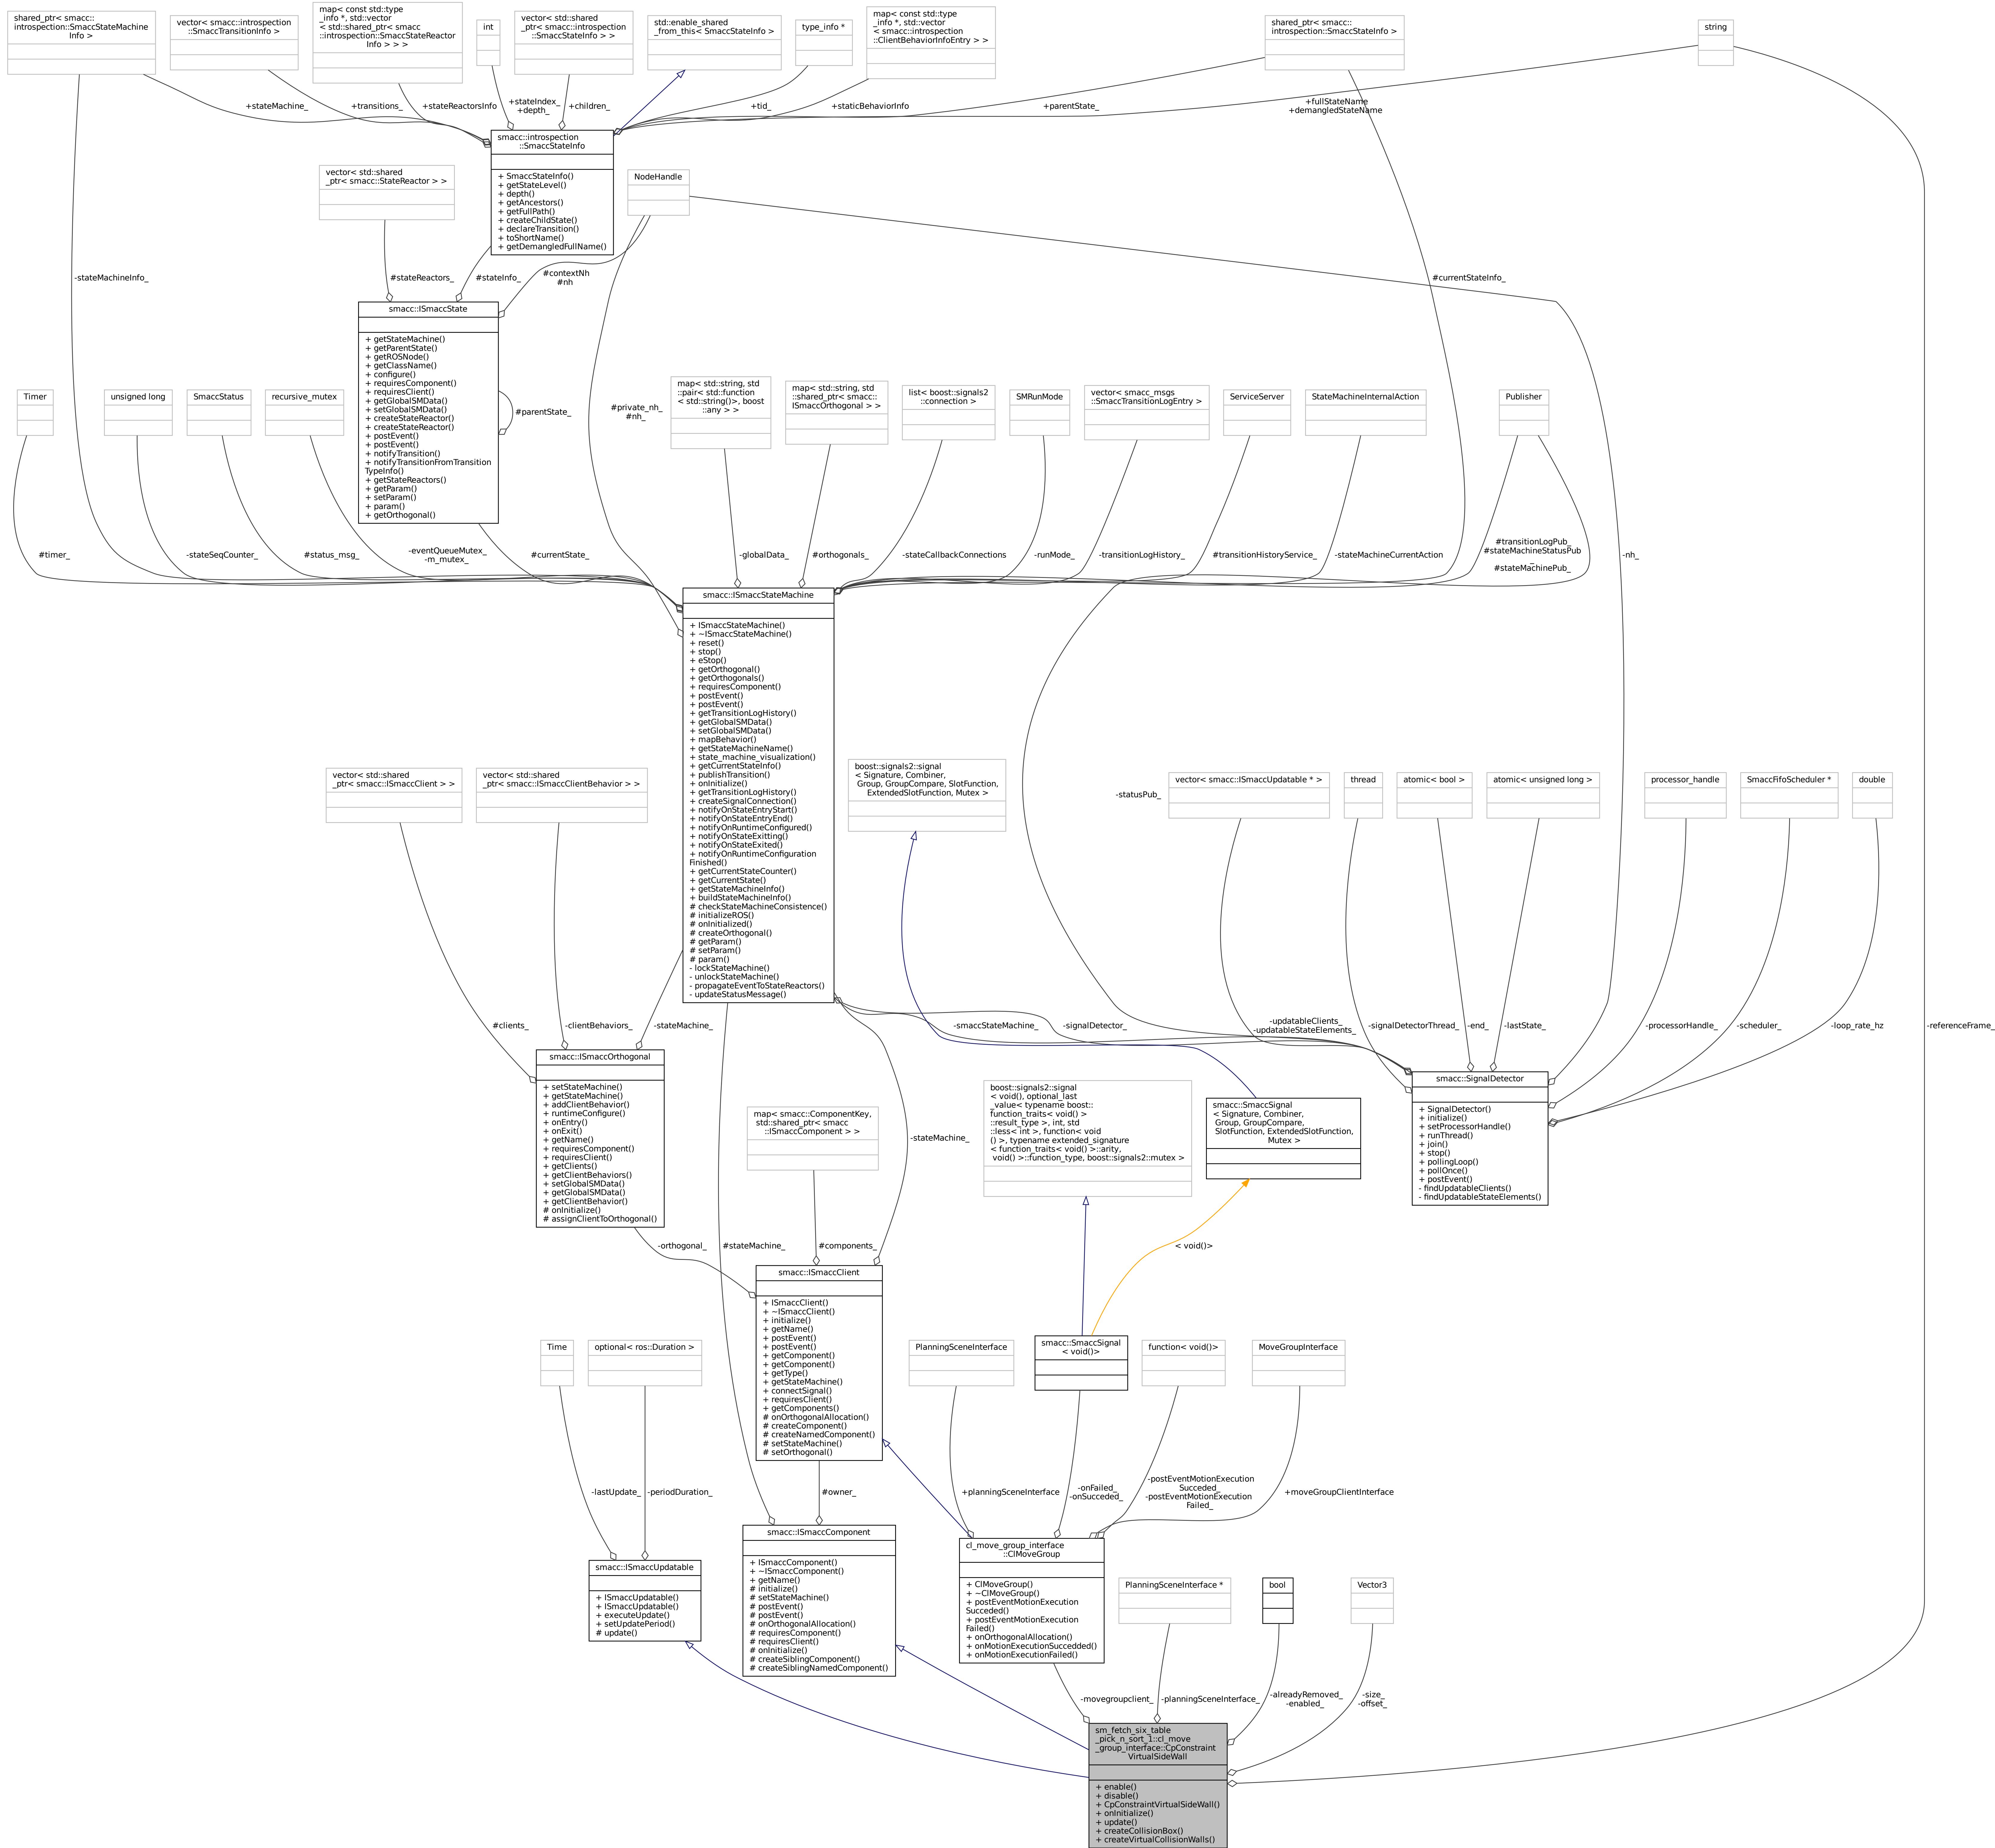 shared_ptr< smacc::
introspection::SmaccStateMachine
Info >
vector< smacc::introspection
::SmaccTransitionInfo >
map< const std::type
_info *, std::vector
< std::shared_ptr< smacc
::introspection::SmaccStateReactor
Info > > >
int
vector< std::shared
_ptr< smacc::introspection
::SmaccStateInfo > >
std::enable_shared
_from_this< SmaccStateInfo >
type_info *
map< const std::type
_info *, std::vector
< smacc::introspection
::ClientBehaviorInfoEntry > >
shared_ptr< smacc::
introspection::SmaccStateInfo >
string
+stateMachine_
+transitions_
+stateReactorsInfo
+stateIndex_
+depth_
+children_
+tid_
+staticBehaviorInfo
+parentState_
+fullStateName
+demangledStateName
smacc::introspection
::SmaccStateInfo
+ SmaccStateInfo()
+ getStateLevel()
+ depth()
+ getAncestors()
+ getFullPath()
+ createChildState()
+ declareTransition()
+ toShortName()
+ getDemangledFullName()
vector< std::shared
_ptr< smacc::StateReactor > >
NodeHandle
-stateMachineInfo_
#stateReactors_
#stateInfo_
#contextNh
#nh
#currentStateInfo_
smacc::ISmaccState
+ getStateMachine()
+ getParentState()
+ getROSNode()
+ getClassName()
+ configure()
+ requiresComponent()
+ requiresClient()
+ getGlobalSMData()
+ setGlobalSMData()
+ createStateReactor()
+ createStateReactor()
+ postEvent()
+ postEvent()
+ notifyTransition()
+ notifyTransitionFromTransition
TypeInfo()
+ getStateReactors()
+ getParam()
+ setParam()
+ param()
+ getOrthogonal()
#parentState_
#private_nh_
#nh_
Timer
unsigned long
SmaccStatus
recursive_mutex
map< std::string, std
::pair< std::function
< std::string()>, boost
::any > >
map< std::string, std
::shared_ptr< smacc::
ISmaccOrthogonal > >
list< boost::signals2
::connection >
SMRunMode
vector< smacc_msgs
::SmaccTransitionLogEntry >
ServiceServer
StateMachineInternalAction
Publisher
#timer_
-stateSeqCounter_
#status_msg_
-eventQueueMutex_
-m_mutex_
#currentState_
-globalData_
#orthogonals_
-stateCallbackConnections
-runMode_
-transitionLogHistory_
#transitionHistoryService_
-stateMachineCurrentAction
#transitionLogPub_
#stateMachineStatusPub
_
#stateMachinePub_
-nh_
smacc::ISmaccStateMachine
+ ISmaccStateMachine()
+ ~ISmaccStateMachine()
+ reset()
+ stop()
+ eStop()
+ getOrthogonal()
+ getOrthogonals()
+ requiresComponent()
+ postEvent()
+ postEvent()
+ getTransitionLogHistory()
+ getGlobalSMData()
+ setGlobalSMData()
+ mapBehavior()
+ getStateMachineName()
+ state_machine_visualization()
+ getCurrentStateInfo()
+ publishTransition()
+ onInitialize()
+ getTransitionLogHistory()
+ createSignalConnection()
+ notifyOnStateEntryStart()
+ notifyOnStateEntryEnd()
+ notifyOnRuntimeConfigured()
+ notifyOnStateExitting()
+ notifyOnStateExited()
+ notifyOnRuntimeConfiguration
Finished()
+ getCurrentStateCounter()
+ getCurrentState()
+ getStateMachineInfo()
+ buildStateMachineInfo()
# checkStateMachineConsistence()
# initializeROS()
# onInitialized()
# createOrthogonal()
# getParam()
# setParam()
# param()
- lockStateMachine()
- unlockStateMachine()
- propagateEventToStateReactors()
- updateStatusMessage()
vector< std::shared
_ptr< smacc::ISmaccClient > >
vector< std::shared
_ptr< smacc::ISmaccClientBehavior > >
boost::signals2::signal
< Signature, Combiner,
Group, GroupCompare, SlotFunction,
ExtendedSlotFunction, Mutex >
-statusPub_
vector< smacc::ISmaccUpdatable * >
thread
atomic< bool >
atomic< unsigned long >
processor_handle
SmaccFifoScheduler *
double
#clients_
-clientBehaviors_
-stateMachine_
-smaccStateMachine_
-signalDetector_
-updatableClients_
-updatableStateElements_
-signalDetectorThread_
-end_
-lastState_
-processorHandle_
-scheduler_
-loop_rate_hz
-referenceFrame_
smacc::ISmaccOrthogonal
+ setStateMachine()
+ getStateMachine()
+ addClientBehavior()
+ runtimeConfigure()
+ onEntry()
+ onExit()
+ getName()
+ requiresComponent()
+ requiresClient()
+ getClients()
+ getClientBehaviors()
+ setGlobalSMData()
+ getGlobalSMData()
+ getClientBehavior()
# onInitialize()
# assignClientToOrthogonal()
map< smacc::ComponentKey,
std::shared_ptr< smacc
::ISmaccComponent > >
-stateMachine_
boost::signals2::signal
< void(), optional_last
_value< typename boost::
function_traits< void() >
::result_type >, int, std
::less< int >, function< void
() >, typename extended_signature
< function_traits< void() >::arity,
void() >::function_type, boost::signals2::mutex >
smacc::SmaccSignal
< Signature, Combiner,
Group, GroupCompare,
SlotFunction, ExtendedSlotFunction,
Mutex >
smacc::SignalDetector
+ SignalDetector()
+ initialize()
+ setProcessorHandle()
+ runThread()
+ join()
+ stop()
+ pollingLoop()
+ pollOnce()
+ postEvent()
- findUpdatableClients()
- findUpdatableStateElements()
-orthogonal_
#stateMachine_
#components_
< void()>
smacc::ISmaccClient
+ ISmaccClient()
+ ~ISmaccClient()
+ initialize()
+ getName()
+ postEvent()
+ postEvent()
+ getComponent()
+ getComponent()
+ getType()
+ getStateMachine()
+ connectSignal()
+ requiresClient()
+ getComponents()
# onOrthogonalAllocation()
# createComponent()
# createNamedComponent()
# setStateMachine()
# setOrthogonal()
Time
optional< ros::Duration >
PlanningSceneInterface
smacc::SmaccSignal
< void()>
function< void()>
MoveGroupInterface
-lastUpdate_
-periodDuration_
#owner_
+planningSceneInterface
-onFailed_
-onSucceded_
-postEventMotionExecution
Succeded_
-postEventMotionExecution
Failed_
+moveGroupClientInterface
smacc::ISmaccUpdatable
+ ISmaccUpdatable()
+ ISmaccUpdatable()
+ executeUpdate()
+ setUpdatePeriod()
# update()
smacc::ISmaccComponent
+ ISmaccComponent()
+ ~ISmaccComponent()
+ getName()
# initialize()
# setStateMachine()
# postEvent()
# postEvent()
# onOrthogonalAllocation()
# requiresComponent()
# requiresClient()
# onInitialize()
# createSiblingComponent()
# createSiblingNamedComponent()
cl_move_group_interface
::ClMoveGroup
+ ClMoveGroup()
+ ~ClMoveGroup()
+ postEventMotionExecution
Succeded()
+ postEventMotionExecution
Failed()
+ onOrthogonalAllocation()
+ onMotionExecutionSuccedded()
+ onMotionExecutionFailed()
PlanningSceneInterface *
bool
Vector3
-movegroupclient_
-planningSceneInterface_
-alreadyRemoved_
-enabled_
-size_
-offset_
sm_fetch_six_table
_pick_n_sort_1::cl_move
_group_interface::CpConstraint
VirtualSideWall
+ enable()
+ disable()
+ CpConstraintVirtualSideWall()
+ onInitialize()
+ update()
+ createCollisionBox()
+ createVirtualCollisionWalls()